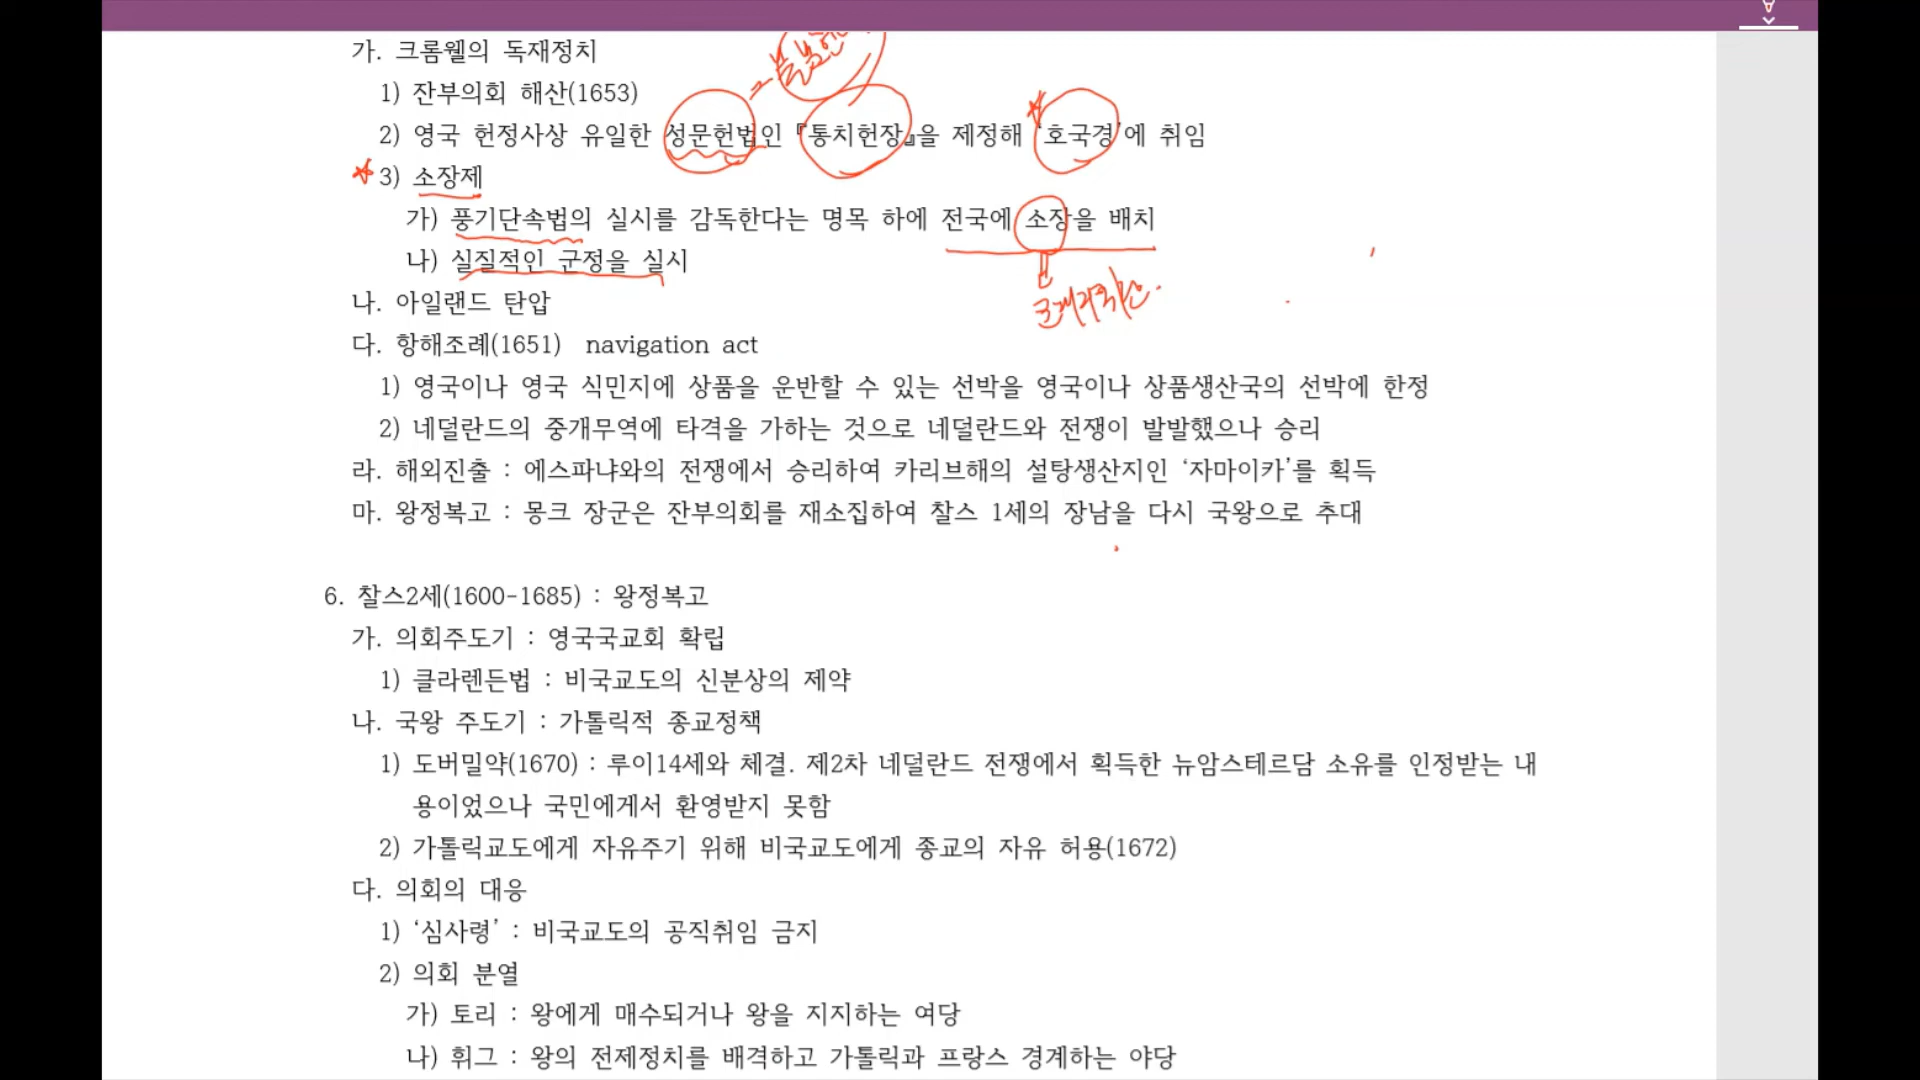 가. 크롬웰의 독재정치
1) 잔부의회 해산(1653)
2) 영국 헌정사상 유일한 성문헌법인 『통치헌장』을 제정해 '호국경'에 취임
3) 소장제
가) 풍기단속법의 실시를 감독한다는 명목 하에 전국에 소장을 배치
나) 실질적인 군정을 실시
나. 아일랜드 탄압
다. 항해조례(1651) navigation act
1) 영국이나 영국 식민지에 상품을 운반할 수 있는 선박을 영국이나 상품생산국의 선박에 한정
2) 네덜란드의 중개무역에 타격을 가하는 것으로 네덜란드와 전쟁이 발발했으나 승리
라. 해외진출 : 에스파냐와의 전쟁에서 승리하여 카리브해의 설탕생산지인 ‘자마이카’를 획득
마. 왕정복고 : 몽크 장군은 잔부의회를 재소집하여 찰스 1세의 장남을 다시 국왕으로 추대
6. 찰스2세(1600-1685) : 왕정복고
가. 의회주도기 : 영국국교회 확립
1) 클라렌든법 : 비국교도의 신분상의 제약
나. 국왕 주도기 : 가톨릭적 종교정책
1) 도버밀약(1670) : 루이14세와 체결. 제2차 네덜란드 전쟁에서 획득한 뉴암스테르담 소유를 인정받는 내
용이었으나 국민에게서 환영받지 못함
2) 가톨릭교도에게 자유주기 위해 비국교도에게 종교의 자유 허용(1672)
다. 의회의 대응
1) ‘심사령’ : 비국교도의 공직취임 금지
2) 의회 분열
가) 토리 : 왕에게 매수되거나 왕을 지지하는 여당
나) 휘그 : 왕의 전제정치를 배격하고 가톨릭과 프랑스 경계하는 야당